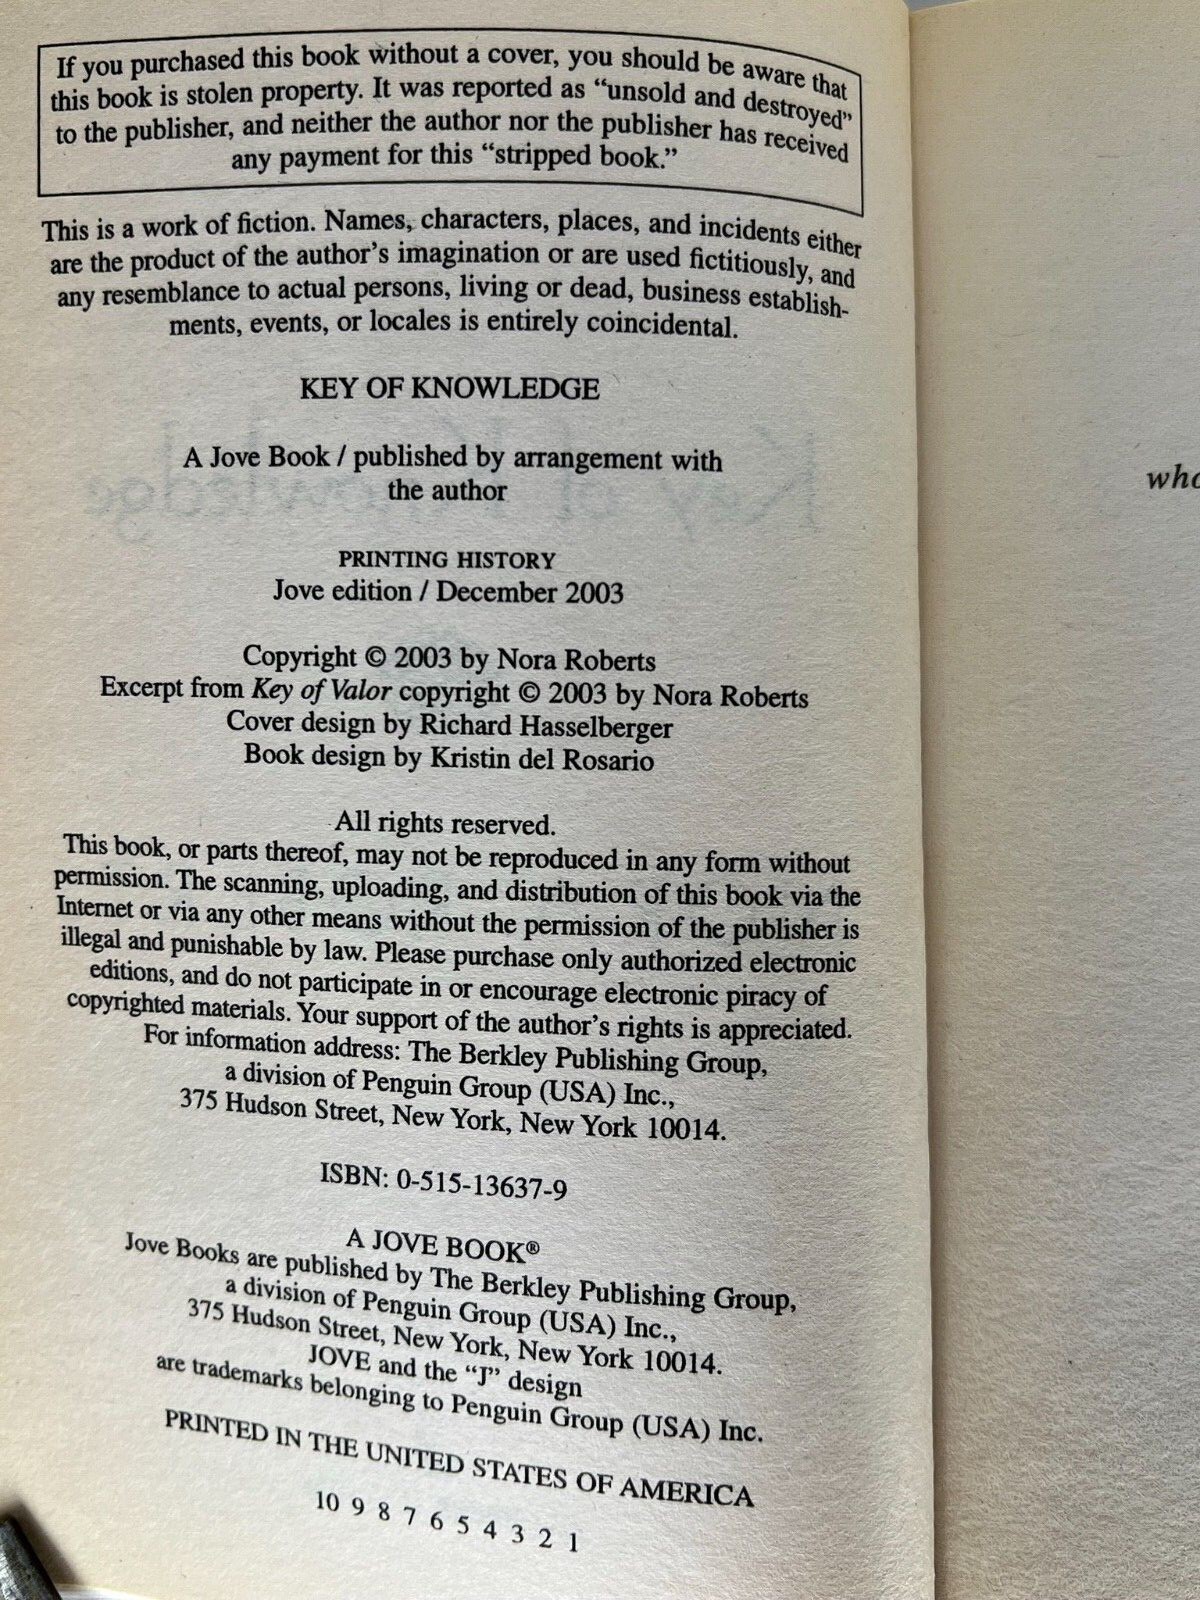 If you purchased this book without a cover, you should be aware that
this book is stolen property. It was reported as “unsold and destroyed”
to the publisher, and neither the author nor the publisher has received
any payment for this “stripped book.”
This is a work of fiction. Names, characters, places, and incidents either
are the product of the author’s imagination or are used fictitiously, and
any resemblance to actual persons, living or dead, business establish-
ments, events, or locales is entirely coincidental.
KEY OF KNOWLEDGE
A Jove Book / published by arrangement with
the author
PRINTING HISTORY
Jove edition / December 2003
Copyright © 2003 by Nora Roberts
Excerpt from Key of Valor copyright © 2003 by Nora Roberts
Cover design by Richard Hasselberger
Book design by Kristin del Rosario
All rights reserved.
This book, or parts thereof, may not be reproduced in any form without
permission. The scanning, uploading, and distribution of this book via the
Internet or via any other means without the permission of the publisher is
illegal and punishable by law. Please purchase only authorized electronic
editions, and do not participate in or encourage electronic piracy of
copyrighted materials. Your support of the author’s rights is appreciated.
For information address: The Berkley Publishing Group,
a division of Penguin Group (USA) Inc.,
375 Hudson Street, New York, New York 10014.
ISBN: 0-515-13637-9
A JOVE BOOK®
Jove Books are published by The Berkley Publishing Group,
a division of Penguin Group (USA) Inc.,
375 Hudson Street, New York, New York 10014.
JOVE and the “J” design
are trademarks belonging to Penguin Group (USA) Inc.
PRINTED IN THE UNITED STATES OF AMERICA
10 9 8 7 6 5 4 3 2 1